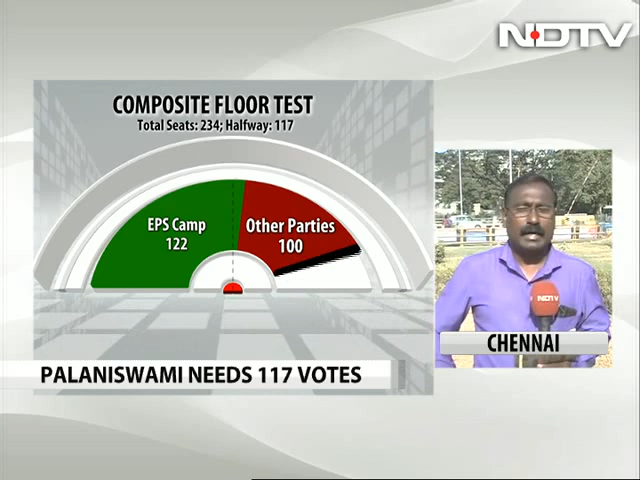 NDTV
COMPOSITE FLOOR TEST
Total Seats: 234; Halfway: 117
EPS Camp
122
Other Parties
100
NDTV
CHENNAI
PALANISWAMI NEEDS 117 VOTES